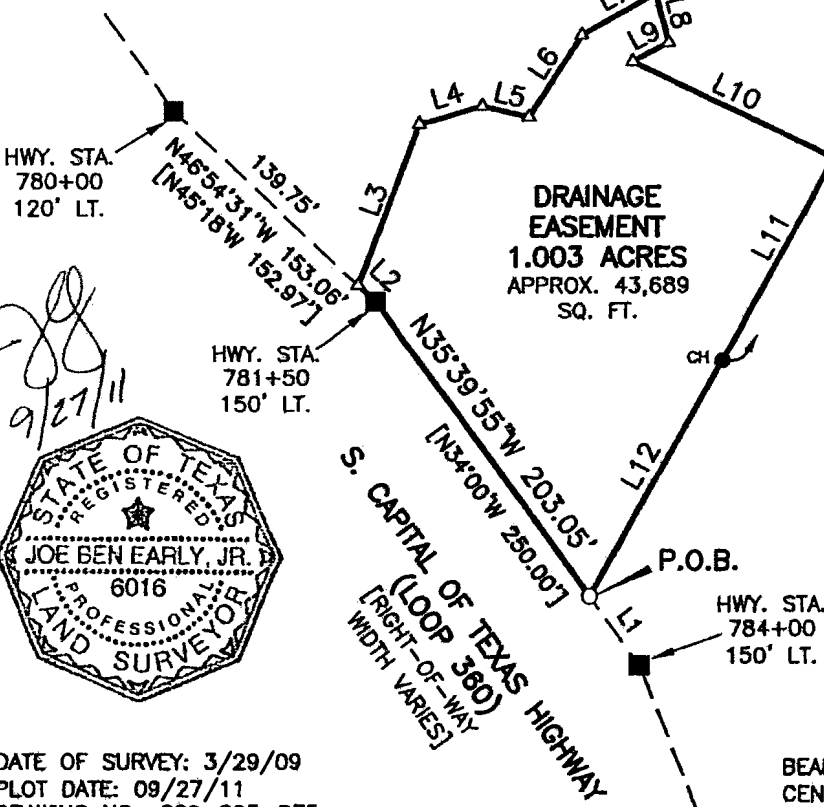 L8
L9
L6
L10
L4
L5
HWY. STA.
780+00
120' LT.
139.75'
N46°54'31"W 153.06'
[N45°18'W 152.97']
L3
DRAINAGE
EASEMENT
1.003 ACRES
APPROX. 43,689
SQ. FT.
L11
L2
HWY. STA.
781+50
150' LT.
CH
N35°39'55"W 203.05'
[N34°00'W 250.00']
L12
9/27/11
STATE OF TEXAS
REGISTERED
JOE BEN EARLY, JR.
6016
PROFESSIONAL
LAND SURVEYOR
S. CAPITAL OF TEXAS HIGHWAY
(LOOP 360)
[RIGHT-OF-WAY
WIDTH VARIES]
P.O.B.
L1
HWY. STA.
784+00
150' LT.
DATE OF SURVEY: 3/29/09
PLOT DATE: 09/27/11